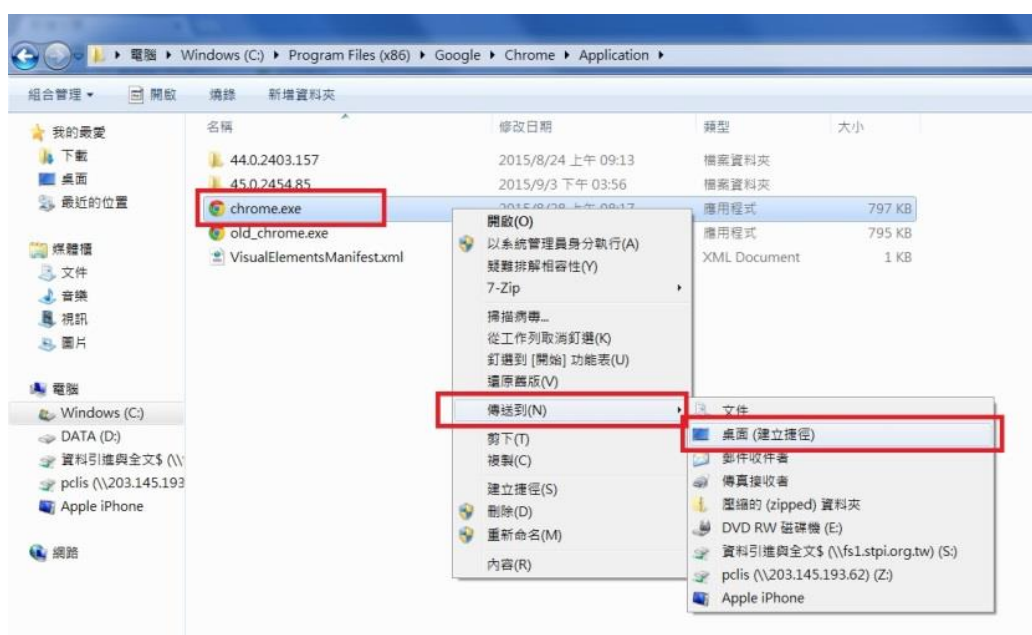 電腦 ▸ Windows (C:) ▸ Program Files (x86) ▸ Google ▸ Chrome ▸ Application ▸
組合管理 ▾ 開啟 燒錄 新增資料夾
名稱 修改日期 類型 大小
我的最愛
下載
桌面
最近的位置
媒體櫃
文件
音樂
視訊
圖片
電腦
Windows (C:)
DATA (D:)
資料引進與全文$ (\\
pclis (\\203.145.193
Apple iPhone
網路
44.0.2403.157 2015/8/24 上午 09:13 檔案資料夾
45.0.2454.85 2015/9/3 下午 03:56 檔案資料夾
chrome.exe 2015/8/28 上午 08:17 應用程式 797 KB
old_chrome.exe 應用程式 795 KB
VisualElementsManifest.xml XML Document 1 KB
開啟(O)
以系統管理員身分執行(A)
疑難排解相容性(Y)
7-Zip
掃描病毒...
從工作列取消釘選(K)
釘選到 [開始] 功能表(U)
還原舊版(V)
傳送到(N)
剪下(T)
複製(C)
建立捷徑(S)
刪除(D)
重新命名(M)
內容(R)
文件
桌面 (建立捷徑)
郵件收件者
傳真接收者
壓縮的 (zipped) 資料夾
DVD RW 磁碟機 (E:)
資料引進與全文$ (\\fs1.stpi.org.tw) (S:)
pclis (\\203.145.193.62) (Z:)
Apple iPhone